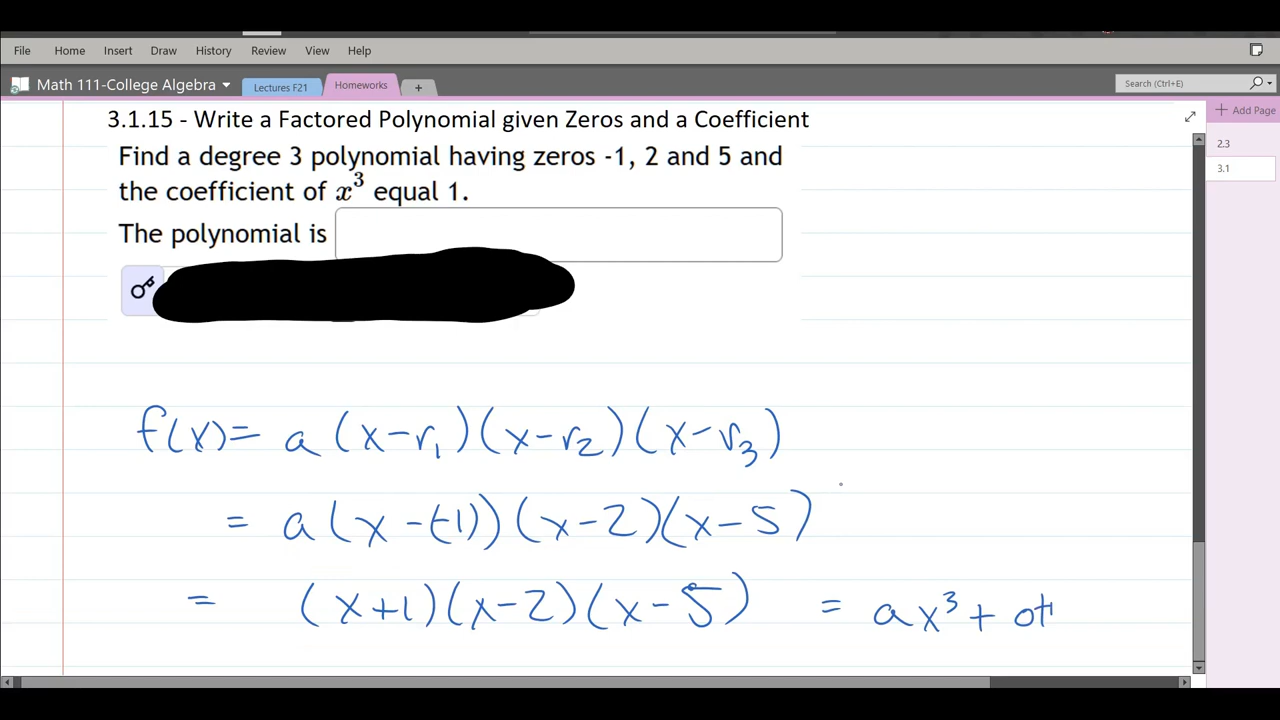 File Home Insert Draw History Review View Help
Math 111-College Algebra Lectures F21 Homeworks + Search (Ctrl+E)
+ Add Page
2.3
3.1
3.1.15 - Write a Factored Polynomial given Zeros and a Coefficient
Find a degree 3 polynomial having zeros -1, 2 and 5 and
the coefficient of x³ equal 1.
The polynomial is
f(x)= a(x-r₁)(x-r₂)(x-r₃)
= a(x-(-1))(x-2)(x-5)
= (x+1)(x-2)(x-5) = ax³+ ot